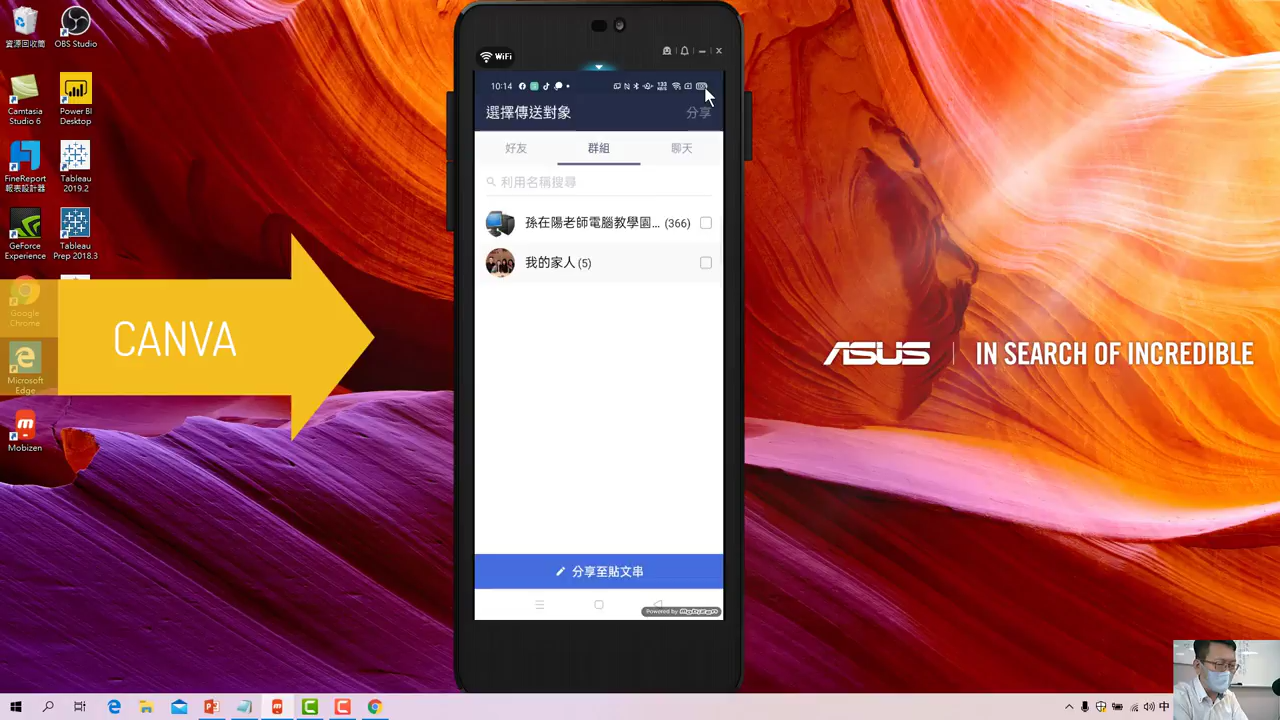 資源回收筒
OBS Studio
Camtasia
Studio 6
Power BI
Desktop
FineReport
報表設計器
Tableau
2019.2
GeForce
Experience
Tableau
Prep 2018.3
Google
Chrome
Microsoft
Edge
Mobizen
CANVA
WiFi
10:14
選擇傳送對象
分享
好友
群組
聊天
利用名稱搜尋
孫在陽老師電腦教學園... (366)
我的家人 (5)
分享至貼文串
Powered by Mobizen
ASUS
IN SEARCH OF INCREDIBLE
中